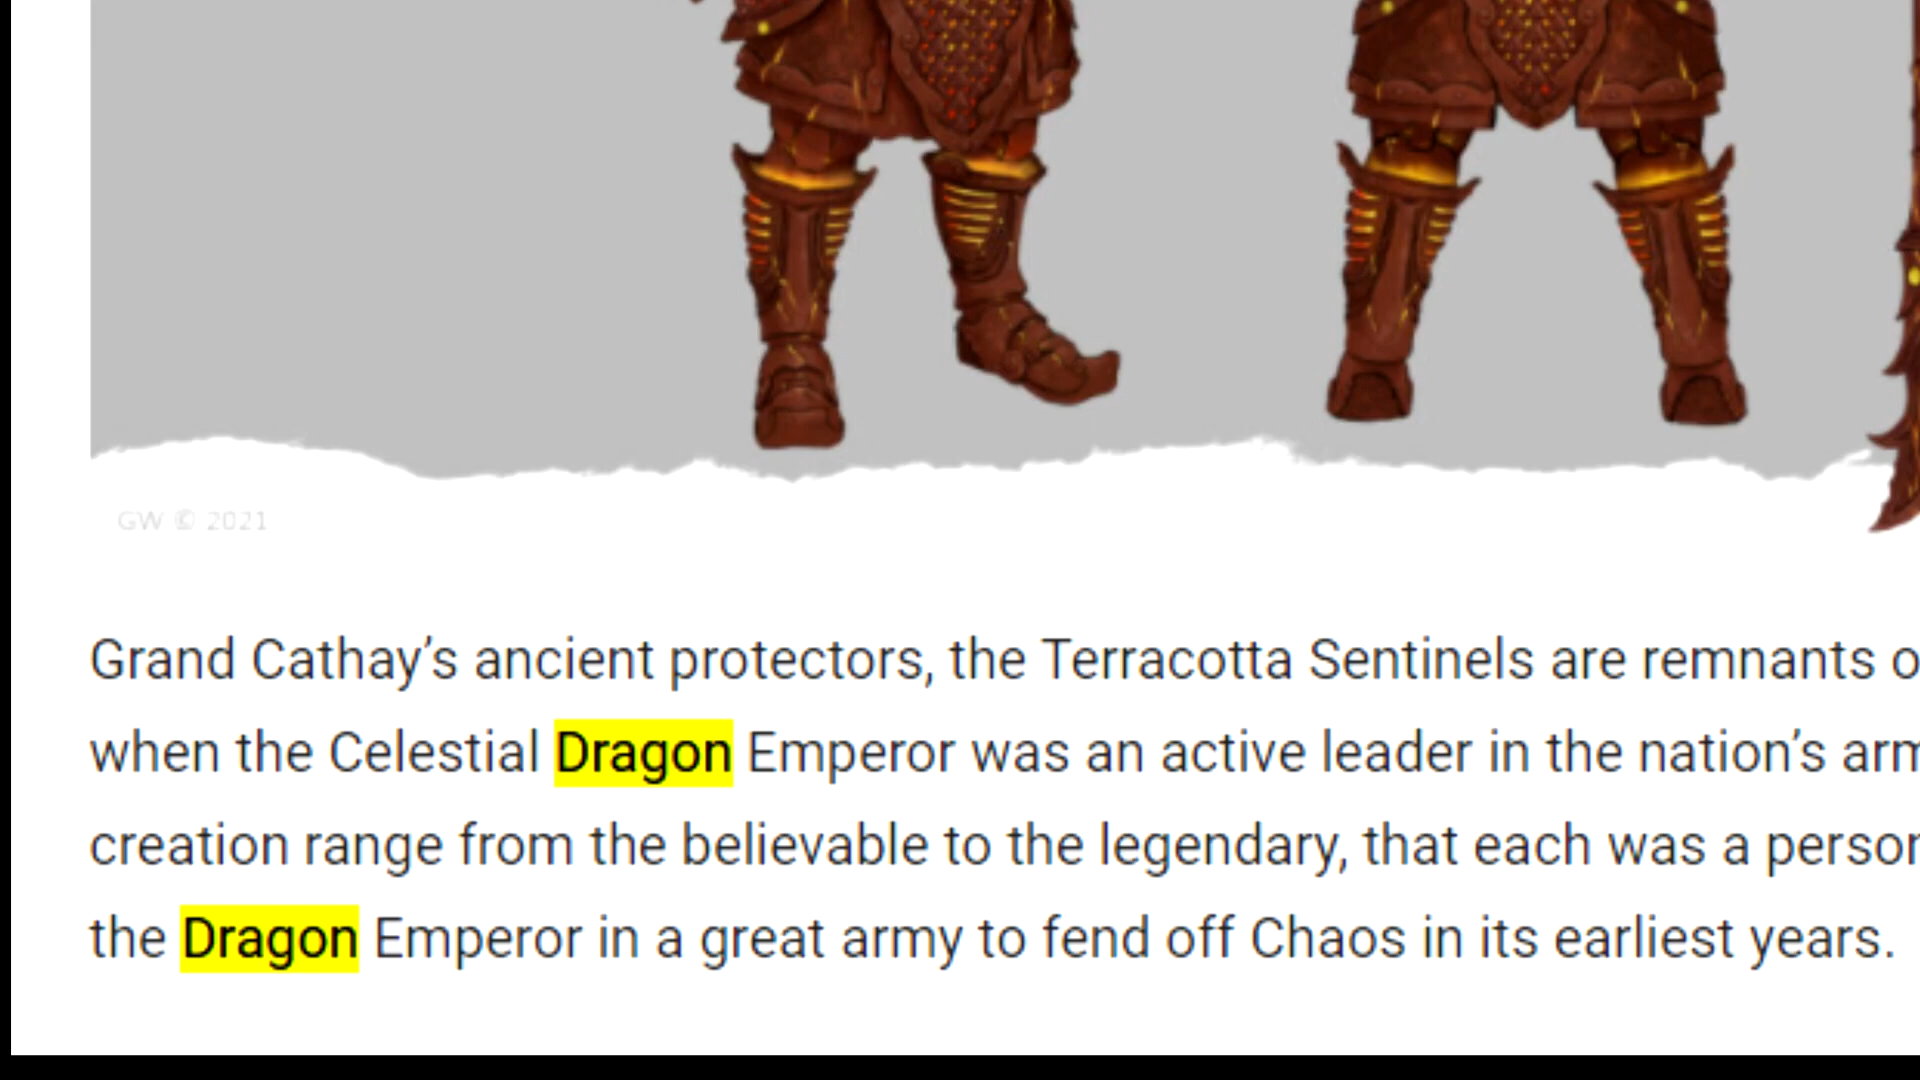 GW © 2021
Grand Cathay’s ancient protectors, the Terracotta Sentinels are remnants
when the Celestial Dragon Emperor was an active leader in the nation’s
creation range from the believable to the legendary, that each was a
the Dragon Emperor in a great army to fend off Chaos in its earliest years.